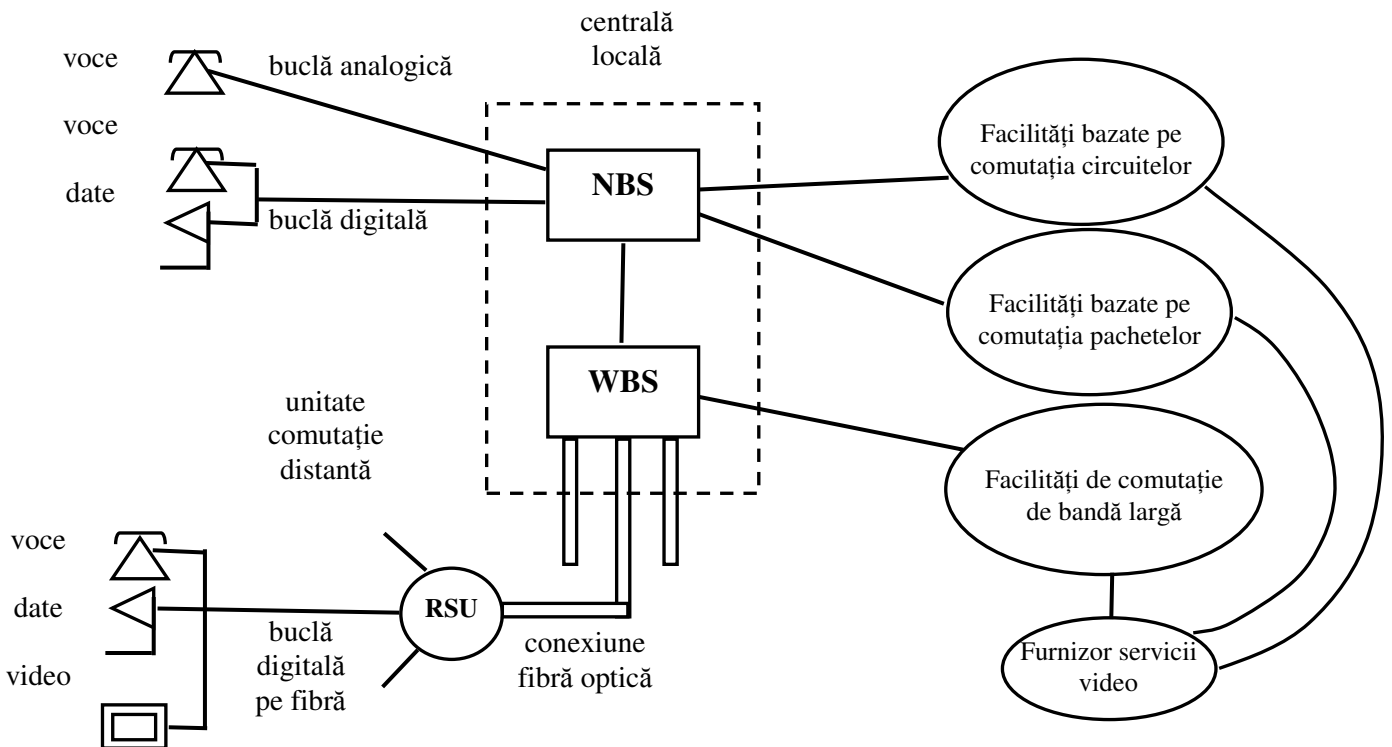 centrală
locală
voce
buclă analogică
voce
date
buclă digitală
NBS
WBS
Facilități bazate pe
comutația circuitelor
Facilități bazate pe
comutația pachetelor
Facilități de comutație
de bandă largă
Furnizor servicii
video
unitate
comutație
distantă
voce
date
video
buclă
digitală
pe fibră
RSU
conexiune
fibră optică